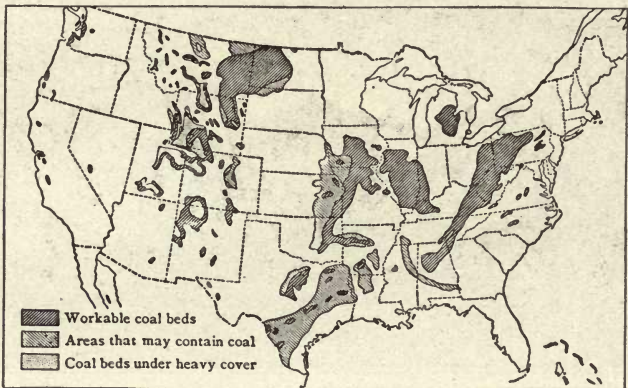 Workable coal beds
Areas that may contain coal
Coal beds under heavy cover